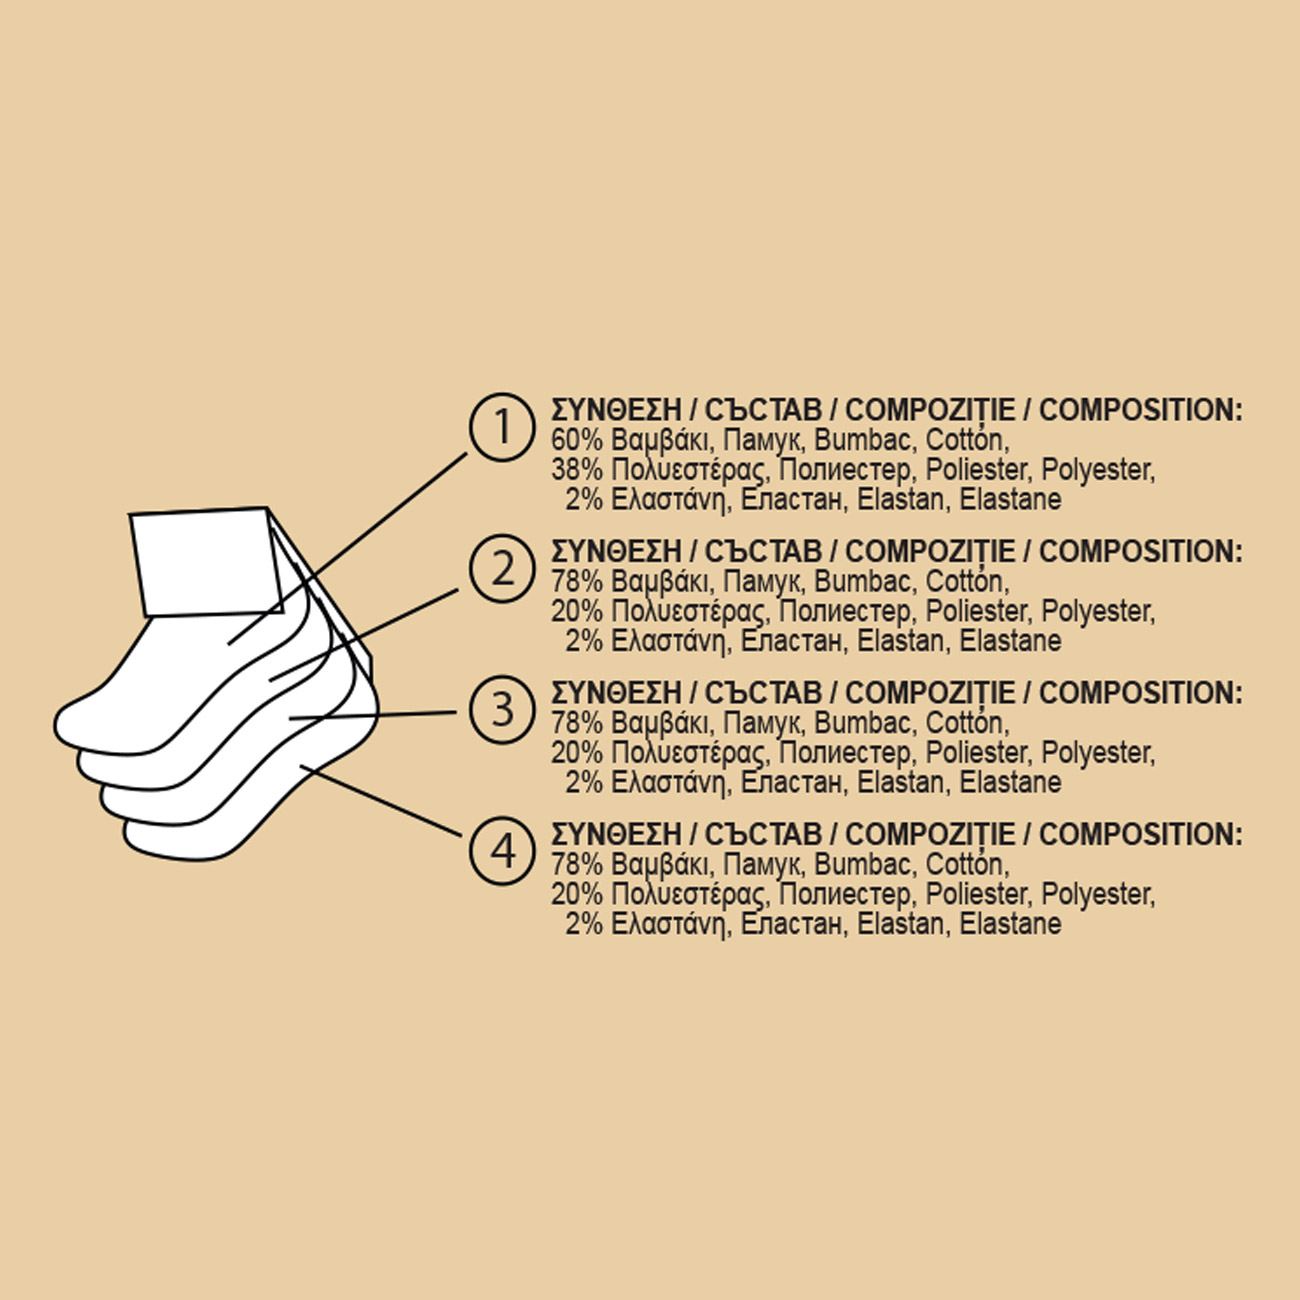 1
ΣΥΝΘΕΣΗ / СЪСТАВ / COMPOZIȚIE / COMPOSITION:
60% Βαμβάκι, Памук, Bumbac, Cotton,
38% Πολυεστέρας, Полиестер, Poliester, Polyester,
2% Ελαστάνη, Еластан, Elastan, Elastane
2
ΣΥΝΘΕΣΗ / СЪСТАВ / COMPOZIȚIE / COMPOSITION:
78% Βαμβάκι, Памук, Bumbac, Cotton,
20% Πολυεστέρας, Полиестер, Poliester, Polyester,
2% Ελαστάνη, Еластан, Elastan, Elastane
3
ΣΥΝΘΕΣΗ / СЪСТАВ / COMPOZIȚIE / COMPOSITION:
78% Βαμβάκι, Памук, Bumbac, Cotton,
20% Πολυεστέρας, Полиестер, Poliester, Polyester,
2% Ελαστάνη, Еластан, Elastan, Elastane
4
ΣΥΝΘΕΣΗ / СЪСТАВ / COMPOZIȚIE / COMPOSITION:
78% Βαμβάκι, Памук, Bumbac, Cotton,
20% Πολυεστέρας, Полиестер, Poliester, Polyester,
2% Ελαστάνη, Еластан, Elastan, Elastane